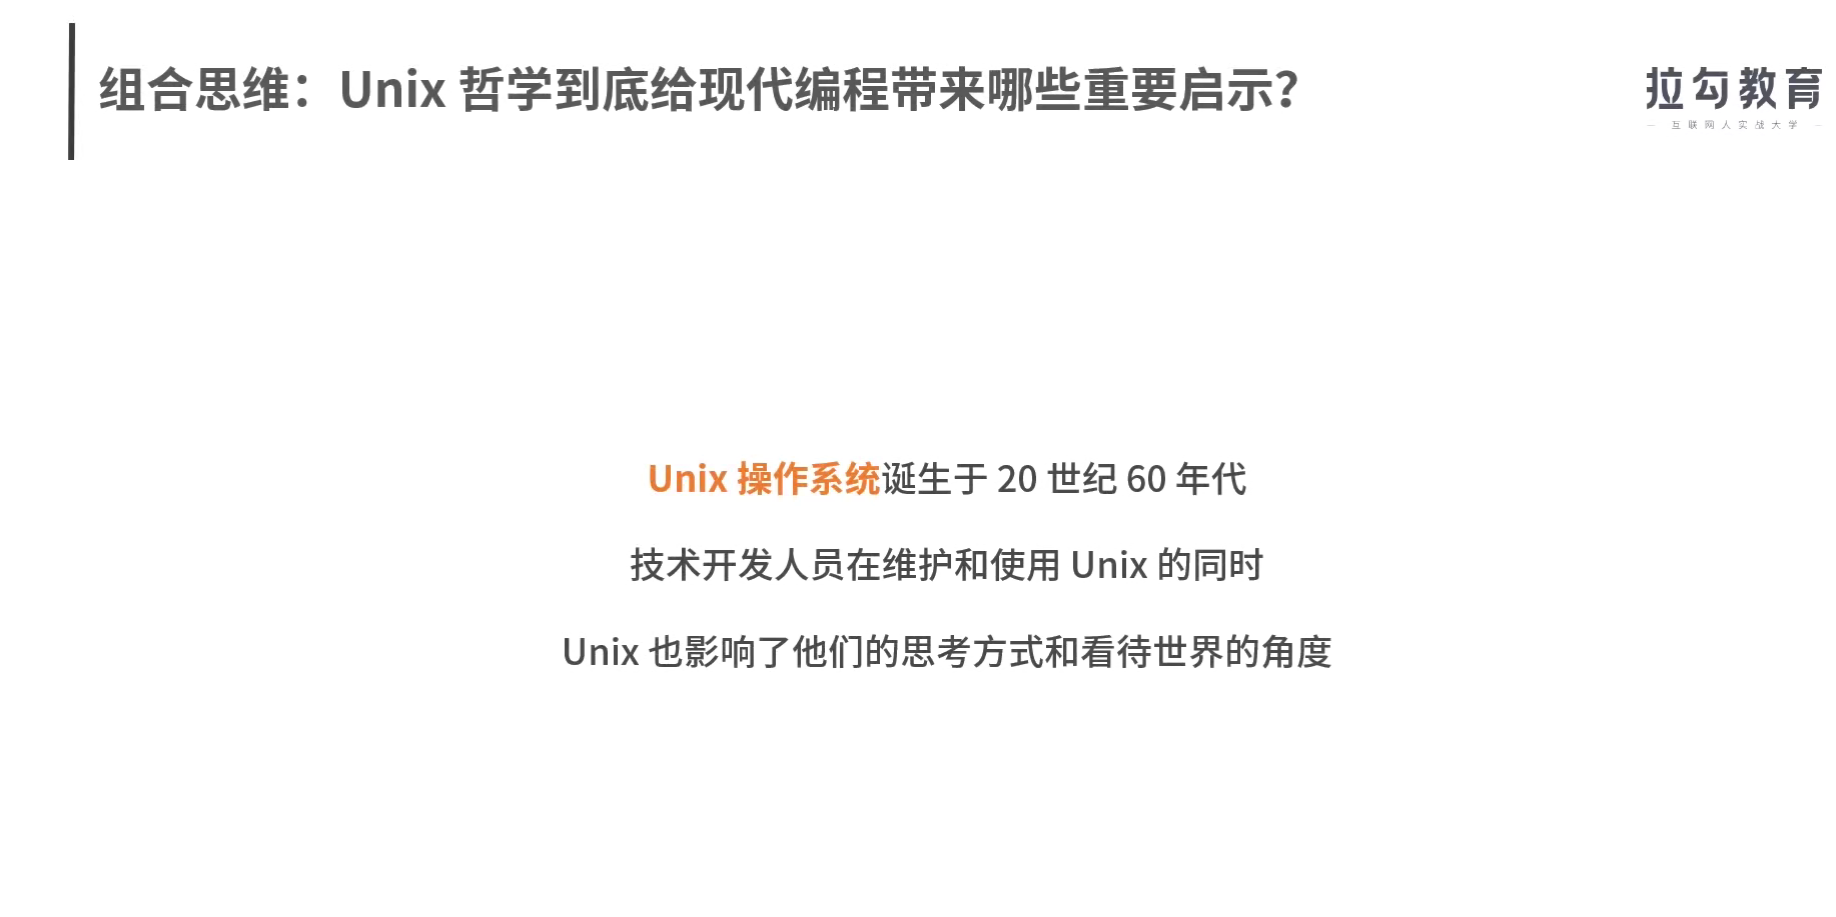 组合思维：Unix 哲学到底给现代编程带来哪些重要启示？
拉勾教育
— 互联网人实战大学 —
Unix 操作系统诞生于 20 世纪 60 年代
技术开发人员在维护和使用 Unix 的同时
Unix 也影响了他们的思考方式和看待世界的角度